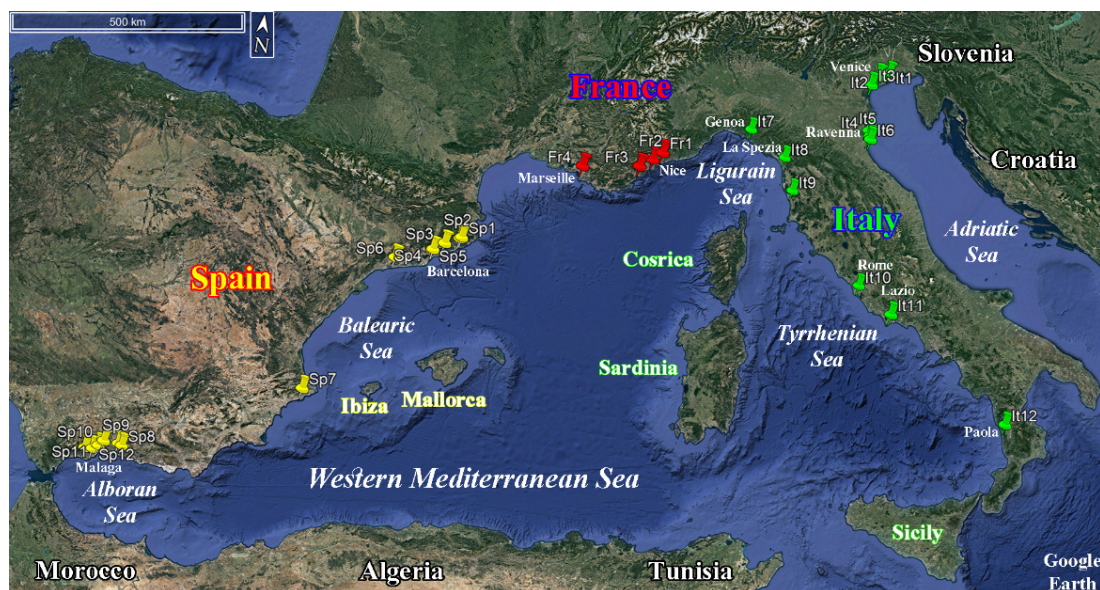 500 km
N
Slovenia
France
Venice
It3
It1
It2
Genoa
It7
It5
It4
It6
Ravenna
Fr2
Fr1
Fr4
Fr3
La Spezia
It8
Croatia
Marseille
Nice
Ligurain
Sea
It9
Sp2
Sp1
Sp3
Sp6
Sp4
Sp5
Barcelona
Italy
Adriatic
Sea
Spain
Cosrica
Rome
It10
Lazio
It11
Balearic
Sea
Tyrrhenian
Sea
Sardinia
Sp7
Ibiza
Mallorca
Sp9
Sp10
Sp8
Sp11
Sp12
Malaga
It12
Paola
Western Mediterranean Sea
Alboran
Sea
Sicily
Morocco
Algeria
Tunisia
Google
Earth